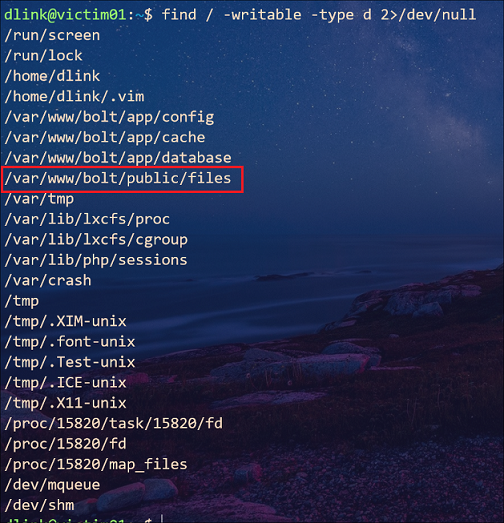 dlink@victim01:~$ find / -writable -type d 2>/dev/null
/run/screen
/run/lock
/home/dlink
/home/dlink/.vim
/var/www/bolt/app/config
/var/www/bolt/app/cache
/var/www/bolt/app/database
/var/www/bolt/public/files
/var/tmp
/var/lib/lxcfs/proc
/var/lib/lxcfs/cgroup
/var/lib/php/sessions
/var/crash
/tmp
/tmp/.XIM-unix
/tmp/.font-unix
/tmp/.Test-unix
/tmp/.ICE-unix
/tmp/.X11-unix
/proc/15820/task/15820/fd
/proc/15820/fd
/proc/15820/map_files
/dev/mqueue
/dev/shm
dlink@victim01:~$